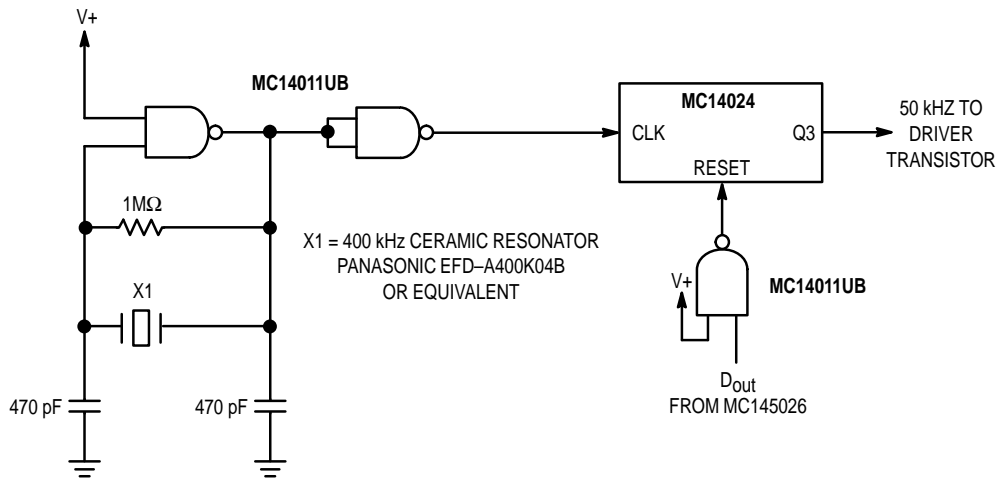 V+
MC14011UB
MC14024
CLK
Q3
RESET
50 kHZ TO
DRIVER
TRANSISTOR
1MΩ
X1 = 400 kHz CERAMIC RESONATOR
PANASONIC EFD–A400K04B
OR EQUIVALENT
X1
V+
MC14011UB
470 pF
470 pF
Dout
FROM MC145026